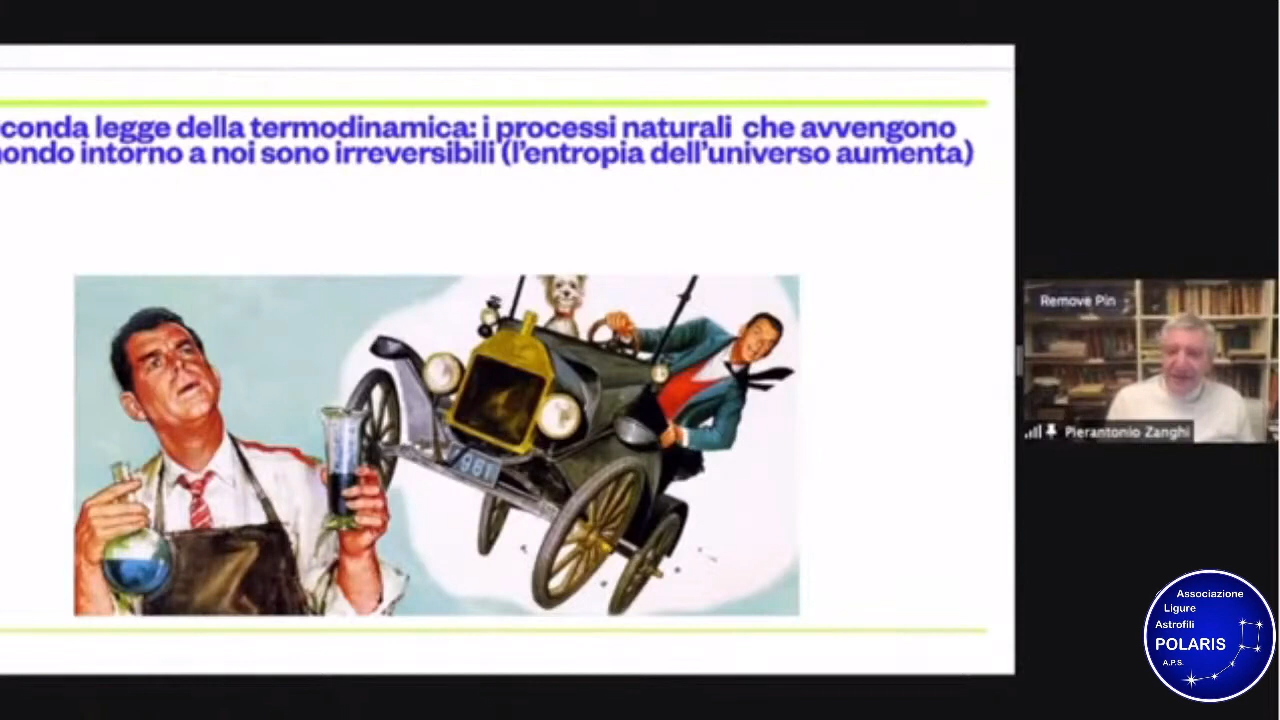 conda legge della termodinamica: i processi naturali che avvengono
ondo intorno a noi sono irreversibili (l'entropia dell'universo aumenta)
1961
Remove Pin
Pierantonio Zanghi
Associazione
Ligure
Astrofili
POLARIS
A.P.S.